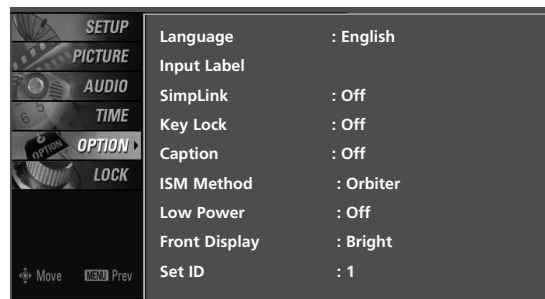 SETUP
PICTURE
AUDIO
TIME
OPTION
LOCK
Move MENU Prev
Language : English
Input Label
SimpLink : Off
Key Lock : Off
Caption : Off
ISM Method : Orbiter
Low Power : Off
Front Display : Bright
Set ID : 1